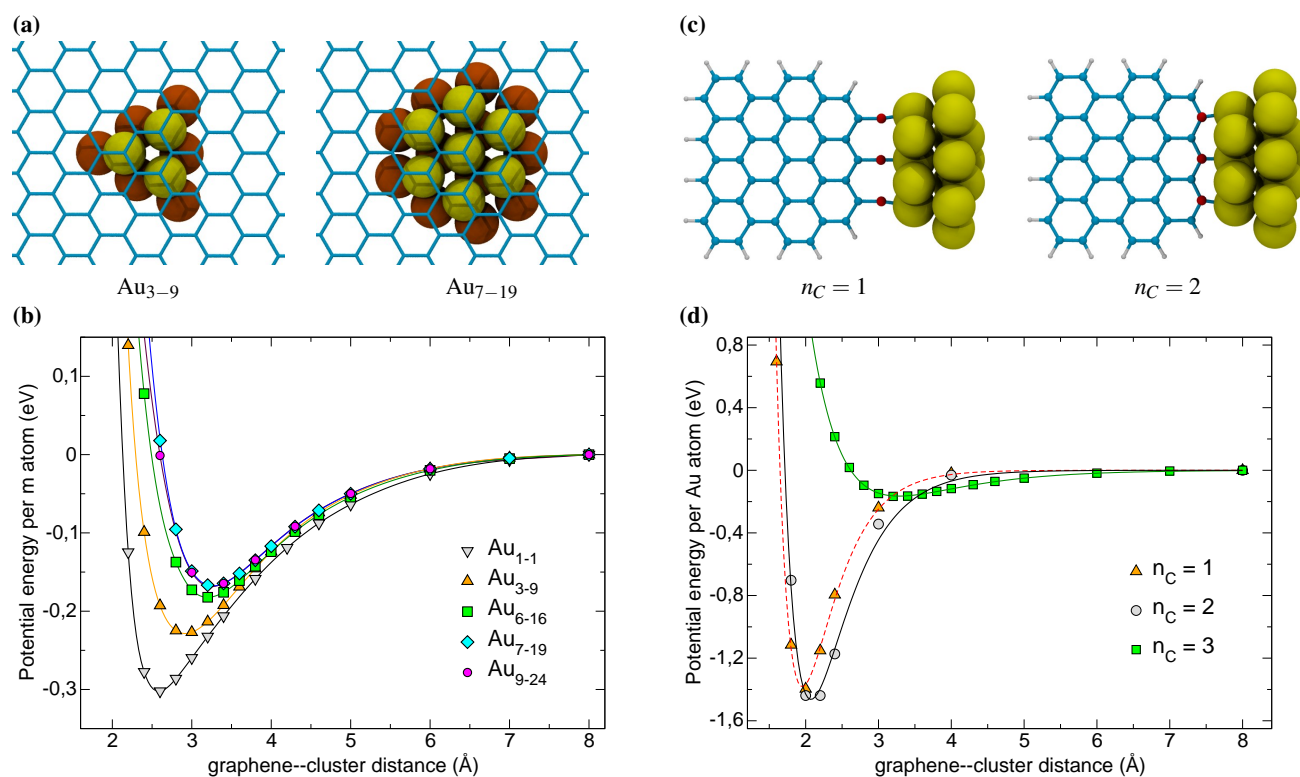 (a)
Au3−9
Au7−19
(b)
Potential energy per m atom (eV)
0,1
0
-0,1
-0,2
-0,3
Au1-1
Au3-9
Au6-16
Au7-19
Au9-24
2 3 4 5 6 7 8
graphene--cluster distance (Å)
(c)
nC = 1
nC = 2
(d)
Potential energy per Au atom (eV)
0,8
0,4
0
-0,4
-0,8
-1,2
-1,6
nC = 1
nC = 2
nC = 3
2 3 4 5 6 7 8
graphene--cluster distance (Å)